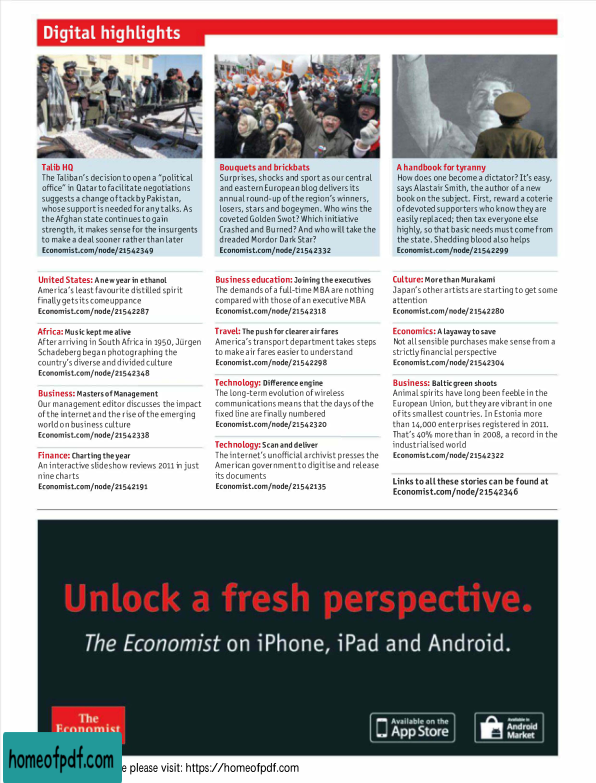 Digital highlights
Talib HQ
The Taliban's decision to open a "political
office" in Qatar to facilitate negotiations
suggests a change of tack by Pakistan,
whose support is needed for any talks. As
the Afghan state continues to gain
strength, it makes sense for the insurgents
to make a deal sooner rather than later
Economist.com/node/21542349
Bouquets and brickbats
Surprises, shocks and sport as our central
and eastern European blog delivers its
annual round-up of the region's winners,
losers, stars and bogeymen. Who wins the
coveted Golden Swot? Which initiative
Crashed and Burned? And who will take the
dreaded Mordor Dark Star?
Economist.com/node/21542332
A handbook for tyranny
How does one become a dictator? It's easy,
says Alastair Smith, the author of a new
book on the subject. First, reward a coterie
of devoted supporters who know they are
easily replaced; then tax everyone else
highly, so that basic needs must come from
the state. Shedding blood also helps
Economist.com/node/21542299
United States: A new year in ethanol
America's least favourite distilled spirit
finally gets its comeuppance
Economist.com/node/21542287
Africa: Music kept me alive
After arriving in South Africa in 1950, Jürgen
Schadeberg began photographing the
country's diverse and divided culture
Economist.com/node/21542348
Business: Masters of Management
Our management editor discusses the impact
of the internet and the rise of the emerging
world on business culture
Economist.com/node/21542338
Finance: Charting the year
An interactive slideshow reviews 2011 in just
nine charts
Economist.com/node/21542191
Business education: Joining the executives
The demands of a full-time MBA are nothing
compared with those of an executive MBA
Economist.com/node/21542318
Travel: The push for clearer air fares
America's transport department takes steps
to make air fares easier to understand
Economist.com/node/21542298
Technology: Difference engine
The long-term evolution of wireless
communications means that the days of the
fixed line are finally numbered
Economist.com/node/21542320
Technology: Scan and deliver
The internet's unofficial archivist presses the
American government to digitise and release
its documents
Economist.com/node/21542135
Culture: More than Murakami
Japan's other artists are starting to get some
attention
Economist.com/node/21542280
Economics: A layaway to save
Not all sensible purchases make sense from a
strictly financial perspective
Economist.com/node/21542304
Business: Baltic green shoots
Animal spirits have long been feeble in the
European Union, but they are vibrant in one
of its smallest countries. In Estonia more
than 14,000 enterprises registered in 2011.
That's 40% more than in 2008, a record in the
industrialised world
Economist.com/node/21542322
Links to all these stories can be found at
Economist.com/node/21542346
Unlock a fresh perspective.
The Economist on iPhone, iPad and Android.
The
Economist
Available on the
App Store
Available in
Android
Market
homeofpdf.com
e please visit: https://homeofpdf.com